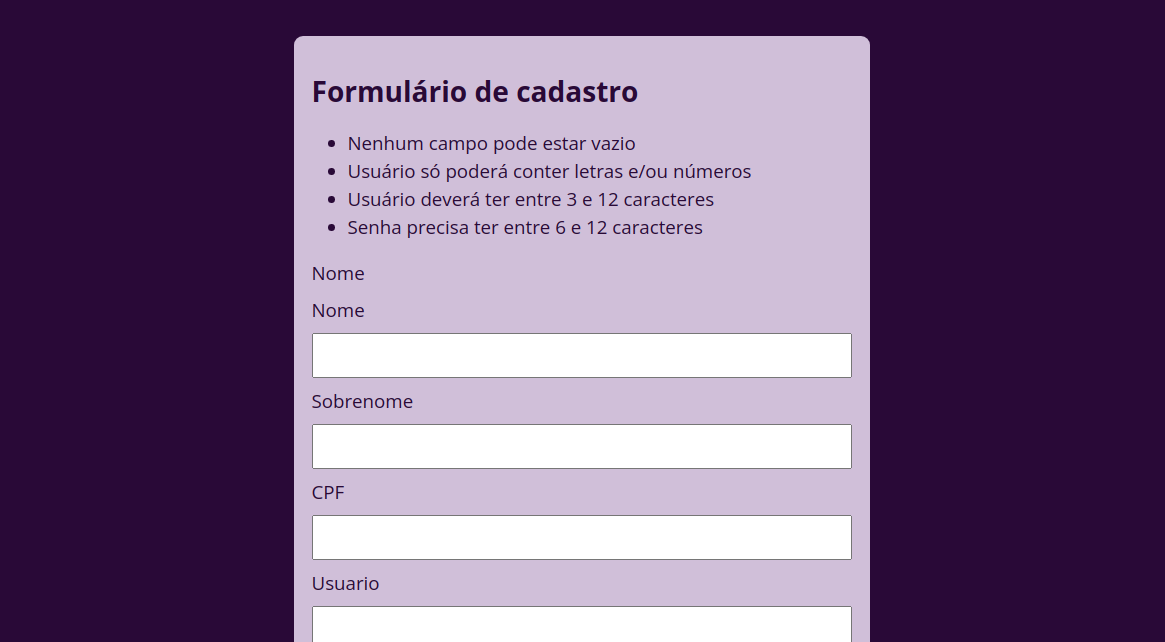 Formulário de cadastro
Nenhum campo pode estar vazio
Usuário só poderá conter letras e/ou números
Usuário deverá ter entre 3 e 12 caracteres
Senha precisa ter entre 6 e 12 caracteres
Nome
Nome
Sobrenome
CPF
Usuario